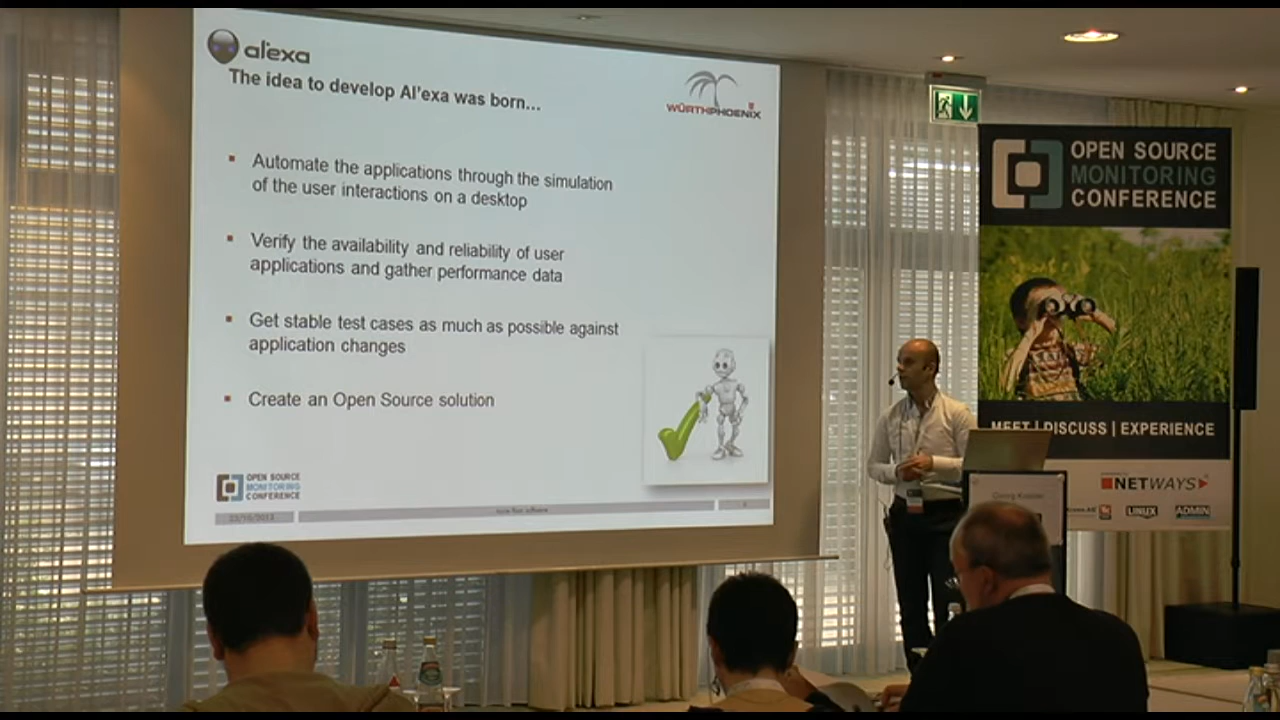 al'exa
The idea to develop Al'exa was born...
WÜRTHPHOENIX
Automate the applications through the simulation
of the user interactions on a desktop
Verify the availability and reliability of user
applications and gather performance data
Get stable test cases as much as possible against
application changes
Create an Open Source solution
OPEN SOURCE
MONITORING
CONFERENCE
OPEN SOURCE
MONITORING
CONFERENCE
MEET | DISCUSS | EXPERIENCE
NETWAYS
LINUX
ADMIN